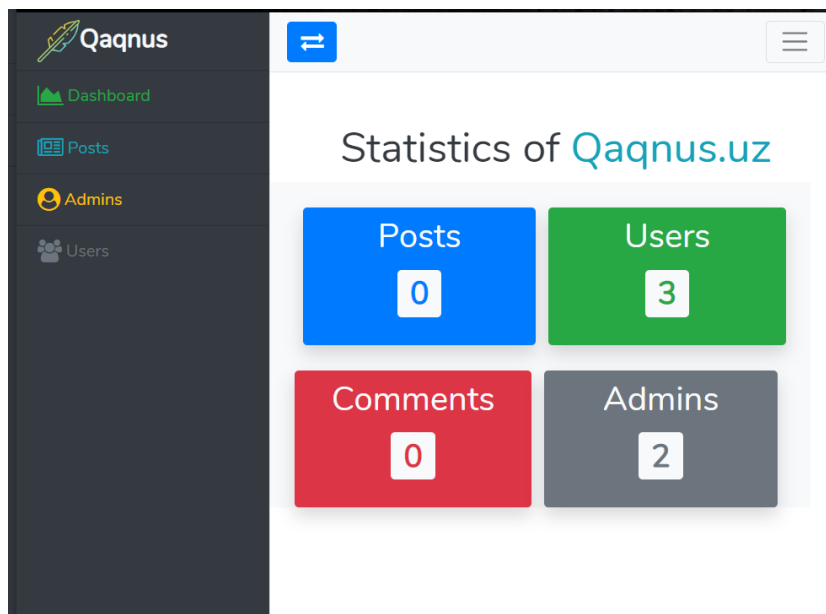 Qaqnus
Dashboard
Posts
Admins
Users
Statistics of Qaqnus.uz
Posts
0
Users
3
Comments
0
Admins
2